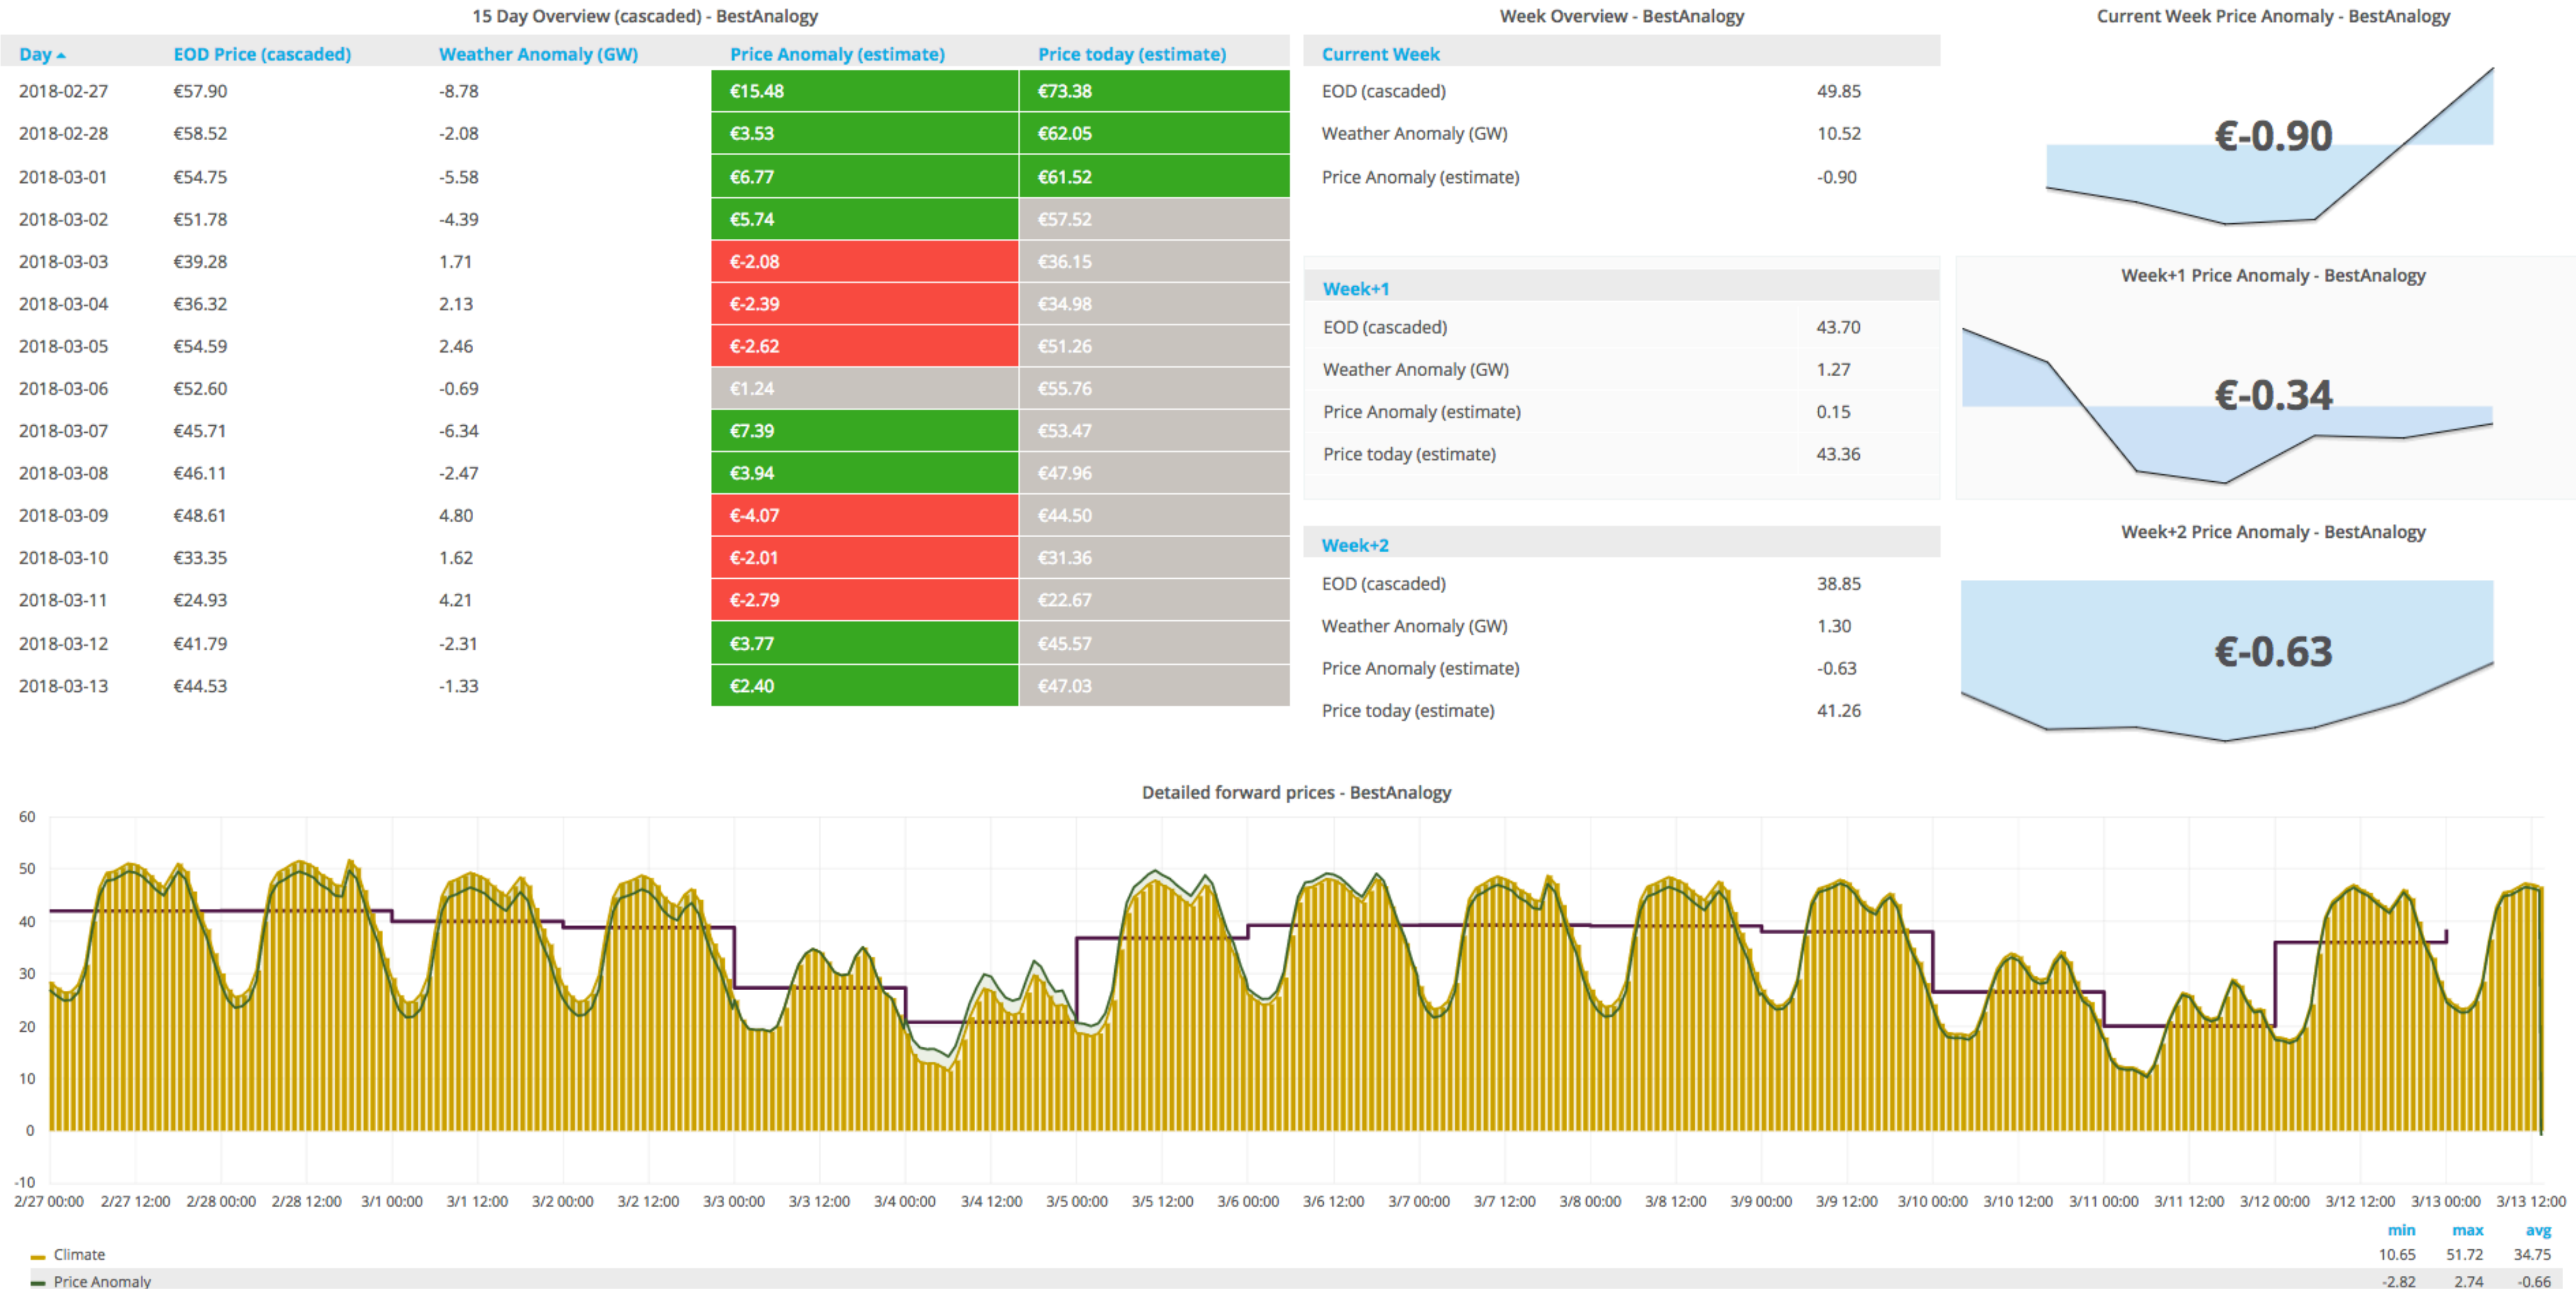 15 Day Overview (cascaded) - BestAnalogy
Day EOD Price (cascaded) Weather Anomaly (GW) Price Anomaly (estimate) Price today (estimate)
2018-02-27 €57.90 -8.78 €15.48 €73.38
2018-02-28 €58.52 -2.08 €3.53 €62.05
2018-03-01 €54.75 -5.58 €6.77 €61.52
2018-03-02 €51.78 -4.39 €5.74 €57.52
2018-03-03 €39.28 1.71 €-2.08 €36.15
2018-03-04 €36.32 2.13 €-2.39 €34.98
2018-03-05 €54.59 2.46 €-2.62 €51.26
2018-03-06 €52.60 -0.69 €1.24 €55.76
2018-03-07 €45.71 -6.34 €7.39 €53.47
2018-03-08 €46.11 -2.47 €3.94 €47.96
2018-03-09 €48.61 4.80 €-4.07 €44.50
2018-03-10 €33.35 1.62 €-2.01 €31.36
2018-03-11 €24.93 4.21 €-2.79 €22.67
2018-03-12 €41.79 -2.31 €3.77 €45.57
2018-03-13 €44.53 -1.33 €2.40 €47.03
Week Overview - BestAnalogy
Current Week
EOD (cascaded) 49.85
Weather Anomaly (GW) 10.52
Price Anomaly (estimate) -0.90
Week+1
EOD (cascaded) 43.70
Weather Anomaly (GW) 1.27
Price Anomaly (estimate) 0.15
Price today (estimate) 43.36
Week+2
EOD (cascaded) 38.85
Weather Anomaly (GW) 1.30
Price Anomaly (estimate) -0.63
Price today (estimate) 41.26
Current Week Price Anomaly - BestAnalogy
€-0.90
Week+1 Price Anomaly - BestAnalogy
€-0.34
Week+2 Price Anomaly - BestAnalogy
€-0.63
Detailed forward prices - BestAnalogy
60
50
40
30
20
10
0
-10
2/27 00:00 2/27 12:00 2/28 00:00 2/28 12:00 3/1 00:00 3/1 12:00 3/2 00:00 3/2 12:00 3/3 00:00 3/3 12:00 3/4 00:00 3/4 12:00 3/5 00:00 3/5 12:00 3/6 00:00 3/6 12:00 3/7 00:00 3/7 12:00 3/8 00:00 3/8 12:00 3/9 00:00 3/9 12:00 3/10 00:00 3/10 12:00 3/11 00:00 3/11 12:00 3/12 00:00 3/12 12:00 3/13 00:00 3/13 12:00
min max avg
Climate 10.65 51.72 34.75
Price Anomaly -2.82 2.74 -0.66